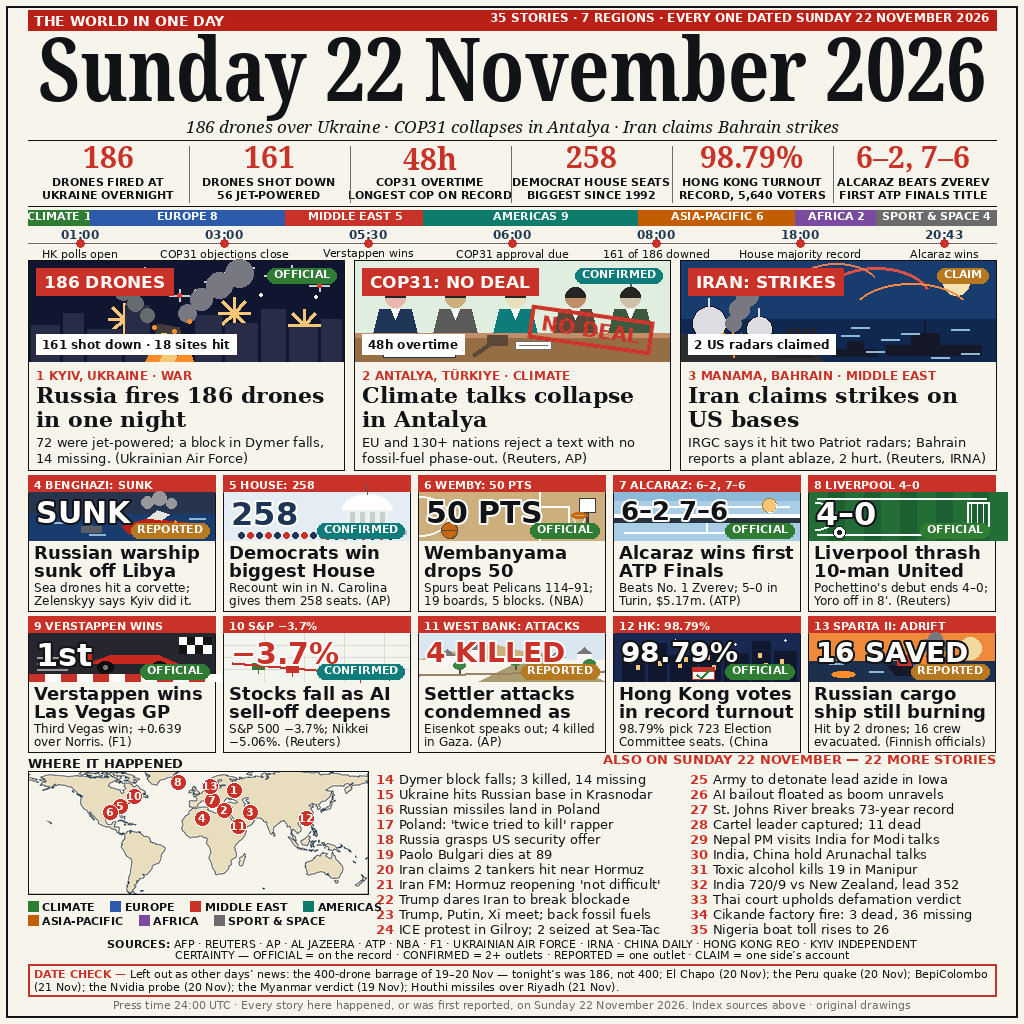 THE WORLD IN ONE DAY
35 STORIES · 7 REGIONS · EVERY ONE DATED SUNDAY 22 NOVEMBER 2026
Sunday 22 November 2026
186 drones over Ukraine · COP31 collapses in Antalya · Iran claims Bahrain strikes
186
DRONES FIRED AT
UKRAINE OVERNIGHT
161
DRONES SHOT DOWN
56 JET-POWERED
48h
COP31 OVERTIME
LONGEST COP ON RECORD
258
DEMOCRAT HOUSE SEATS
BIGGEST SINCE 1992
98.79%
HONG KONG TURNOUT
RECORD, 5,640 VOTERS
6–2, 7–6
ALCARAZ BEATS ZVEREV
FIRST ATP FINALS TITLE
CLIMATE 1
EUROPE 8
MIDDLE EAST 5
AMERICAS 9
ASIA-PACIFIC 6
AFRICA 2
SPORT & SPACE 4
01:00
03:00
05:30
06:00
08:00
18:00
20:43
HK polls open
COP31 objections close
Verstappen wins
COP31 approval due
161 of 186 downed
House majority record
Alcaraz wins
186 DRONES
OFFICIAL
161 shot down · 18 sites hit
1 KYIV, UKRAINE · WAR
Russia fires 186 drones
in one night
72 were jet-powered; a block in Dymer falls,
14 missing. (Ukrainian Air Force)
COP31: NO DEAL
CONFIRMED
NO DEAL
48h overtime
2 ANTALYA, TÜRKIYE · CLIMATE
Climate talks collapse
in Antalya
EU and 130+ nations reject a text with no
fossil-fuel phase-out. (Reuters, AP)
IRAN: STRIKES
CLAIM
2 US radars claimed
3 MANAMA, BAHRAIN · MIDDLE EAST
Iran claims strikes on
US bases
IRGC says it hit two Patriot radars; Bahrain
reports a plant ablaze, 2 hurt. (Reuters, IRNA)
4 BENGHAZI: SUNK
SUNK
REPORTED
Russian warship
sunk off Libya
Sea drones hit a corvette;
Zelenskyy says Kyiv did it.
5 HOUSE: 258
258
CONFIRMED
Democrats win
biggest House
Recount win in N. Carolina
gives them 258 seats. (AP)
6 WEMBY: 50 PTS
50 PTS
OFFICIAL
Wembanyama
drops 50
Spurs beat Pelicans 114–91;
19 boards, 5 blocks. (NBA)
7 ALCARAZ: 6–2, 7–6
6–2 7–6
OFFICIAL
Alcaraz wins first
ATP Finals
Beats No. 1 Zverev; 5–0 in
Turin, $5.17m. (ATP)
8 LIVERPOOL 4–0
4–0
OFFICIAL
Liverpool thrash
10-man United
Pochettino's debut ends 4–0;
Yoro off in 8'. (Reuters)
9 VERSTAPPEN WINS
1st
OFFICIAL
Verstappen wins
Las Vegas GP
Third Vegas win; +0.639
over Norris. (F1)
10 S&P −3.7%
−3.7%
CONFIRMED
Stocks fall as AI
sell-off deepens
S&P 500 −3.7%; Nikkei
−5.06%. (Reuters)
11 WEST BANK: ATTACKS
4 KILLED
REPORTED
Settler attacks
condemned as
Eisenkot speaks out; 4 killed
in Gaza. (AP)
12 HK: 98.79%
98.79%
OFFICIAL
Hong Kong votes
in record turnout
98.79% pick 723 Election
Committee seats. (China
13 SPARTA II: ADRIFT
16 SAVED
REPORTED
Russian cargo
ship still burning
Hit by 2 drones; 16 crew
evacuated. (Finnish officials)
WHERE IT HAPPENED
8
13
1
10
5
6
7
2
4
3
11
12
CLIMATE
EUROPE
MIDDLE EAST
AMERICAS
ASIA-PACIFIC
AFRICA
SPORT & SPACE
ALSO ON SUNDAY 22 NOVEMBER — 22 MORE STORIES
14 Dymer block falls; 3 killed, 14 missing
15 Ukraine hits Russian base in Krasnodar
16 Russian missiles land in Poland
17 Poland: 'twice tried to kill' rapper
18 Russia grasps US security offer
19 Paolo Bulgari dies at 89
20 Iran claims 2 tankers hit near Hormuz
21 Iran FM: Hormuz reopening 'not difficult'
22 Trump dares Iran to break blockade
23 Trump, Putin, Xi meet; back fossil fuels
24 ICE protest in Gilroy; 2 seized at Sea-Tac
25 Army to detonate lead azide in Iowa
26 AI bailout floated as boom unravels
27 St. Johns River breaks 73-year record
28 Cartel leader captured; 11 dead
29 Nepal PM visits India for Modi talks
30 India, China hold Arunachal talks
31 Toxic alcohol kills 19 in Manipur
32 India 720/9 vs New Zealand, lead 352
33 Thai court upholds defamation verdict
34 Cikande factory fire: 3 dead, 36 missing
35 Nigeria boat toll rises to 26
SOURCES: AFP · REUTERS · AP · AL JAZEERA · ATP · NBA · F1 · UKRAINIAN AIR FORCE · IRNA · CHINA DAILY · HONG KONG REO · KYIV INDEPENDENT
CERTAINTY — OFFICIAL = on the record · CONFIRMED = 2+ outlets · REPORTED = one outlet · CLAIM = one side's account
DATE CHECK — Left out as other days' news: the 400-drone barrage of 19–20 Nov — tonight's was 186, not 400; El Chapo (20 Nov); the Peru quake (20 Nov); BepiColombo
(21 Nov); the Nvidia probe (20 Nov); the Myanmar verdict (19 Nov); Houthi missiles over Riyadh (21 Nov).
Press time 24:00 UTC · Every story here happened, or was first reported, on Sunday 22 November 2026. Index sources above · original drawings